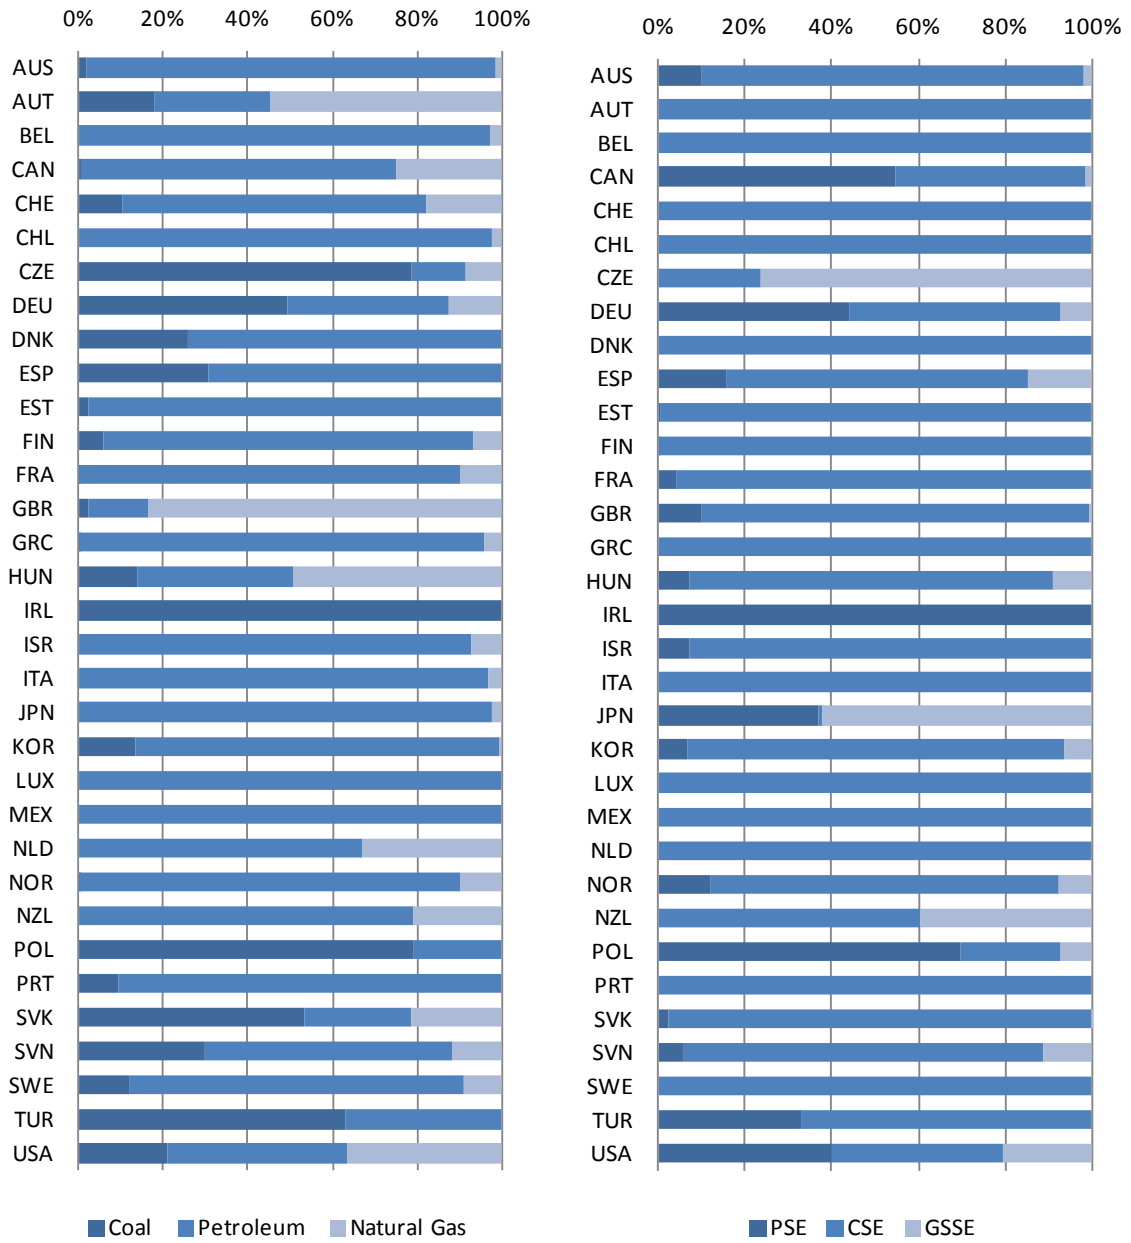 0% 20% 40% 60% 80% 100%
AUS
AUT
BEL
CAN
CHE
CHL
CZE
DEU
DNK
ESP
EST
FIN
FRA
GBR
GRC
HUN
IRL
ISR
ITA
JPN
KOR
LUX
MEX
NLD
NOR
NZL
POL
PRT
SVK
SVN
SWE
TUR
USA
Coal Petroleum Natural Gas
0% 20% 40% 60% 80% 100%
AUS
AUT
BEL
CAN
CHE
CHL
CZE
DEU
DNK
ESP
EST
FIN
FRA
GBR
GRC
HUN
IRL
ISR
ITA
JPN
KOR
LUX
MEX
NLD
NOR
NZL
POL
PRT
SVK
SVN
SWE
TUR
USA
PSE CSE GSSE